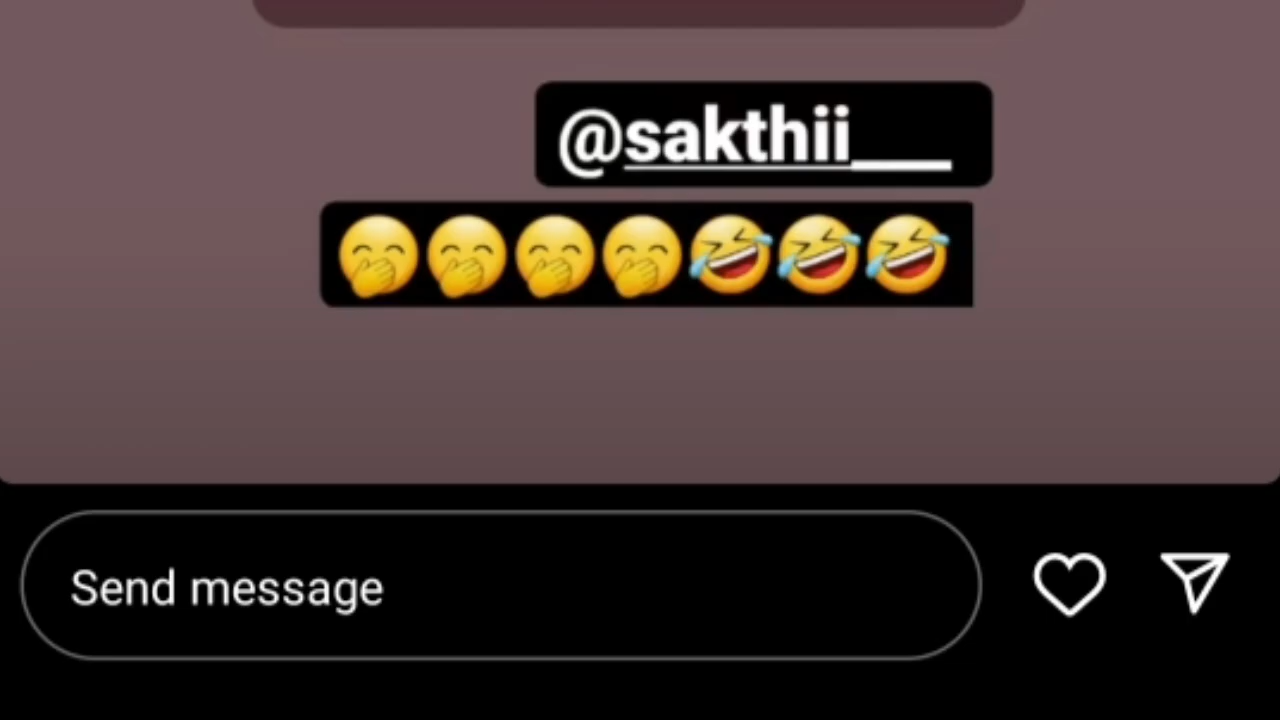 @sakthii___
🤭🤭🤭🤭🤣🤣🤣
Send message